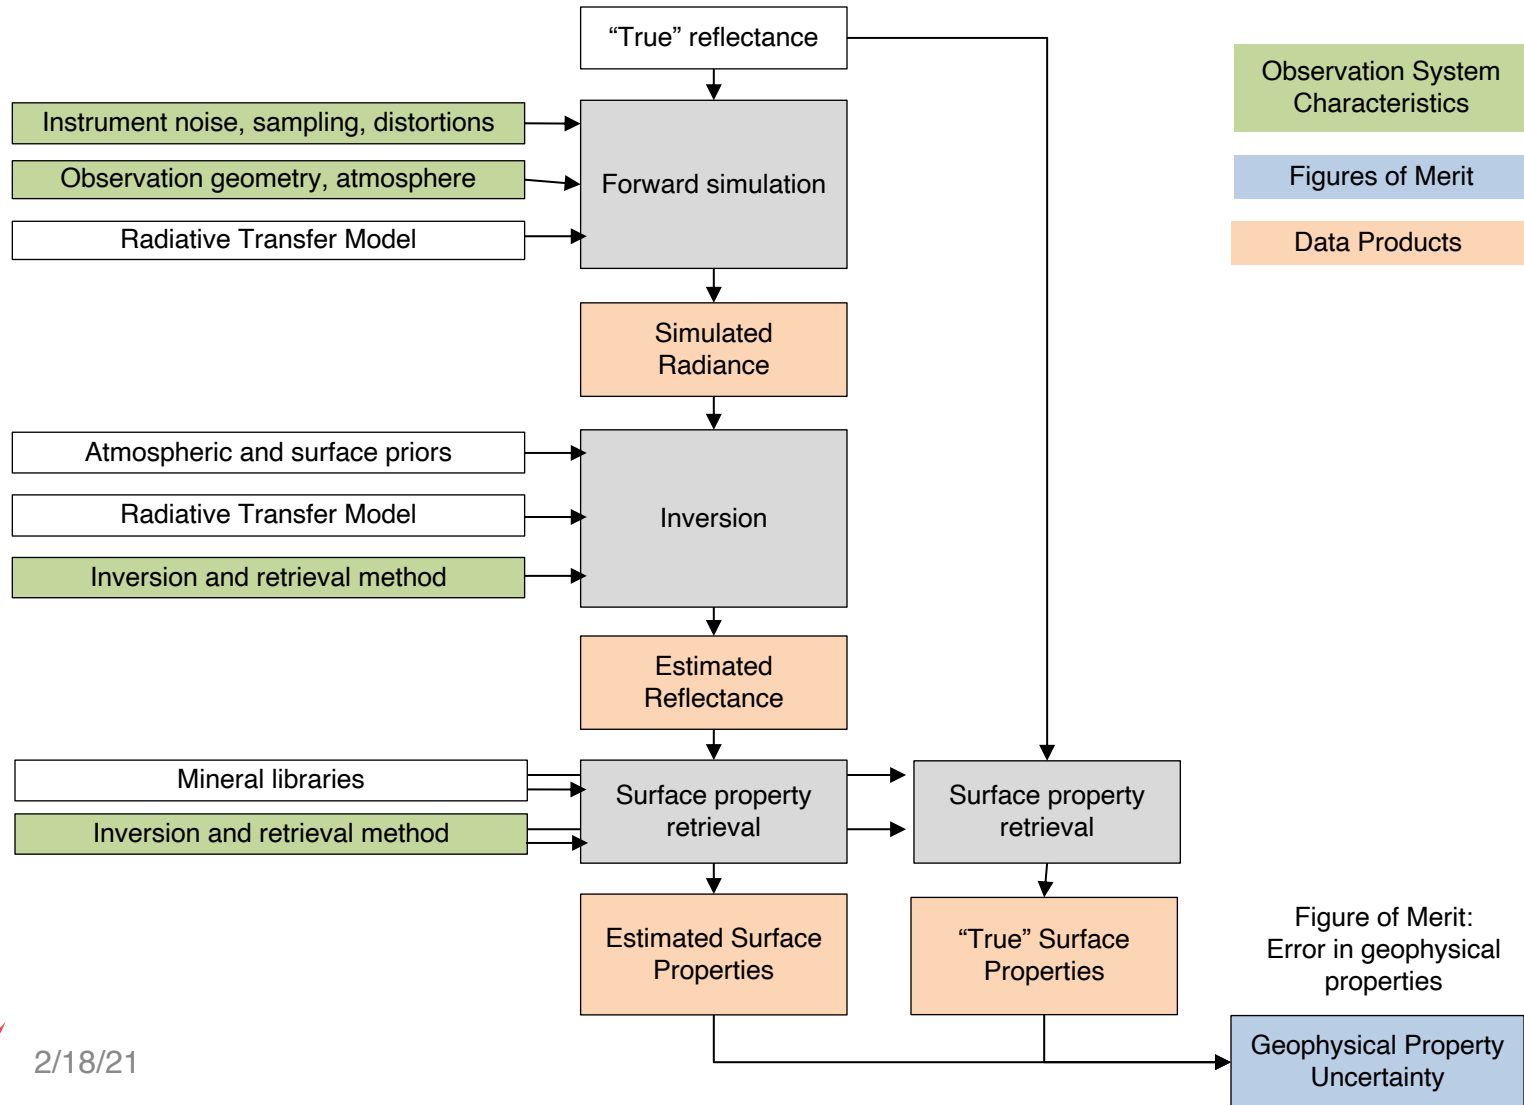 “True” reflectance
Observation System
Characteristics
Instrument noise, sampling, distortions
Observation geometry, atmosphere
Forward simulation
Figures of Merit
Radiative Transfer Model
Data Products
Simulated
Radiance
Atmospheric and surface priors
Radiative Transfer Model
Inversion
Inversion and retrieval method
Estimated
Reflectance
Mineral libraries
Inversion and retrieval method
Surface property
retrieval
Surface property
retrieval
Estimated Surface
Properties
“True” Surface
Properties
Figure of Merit:
Error in geophysical
properties
Geophysical Property
Uncertainty
2/18/21